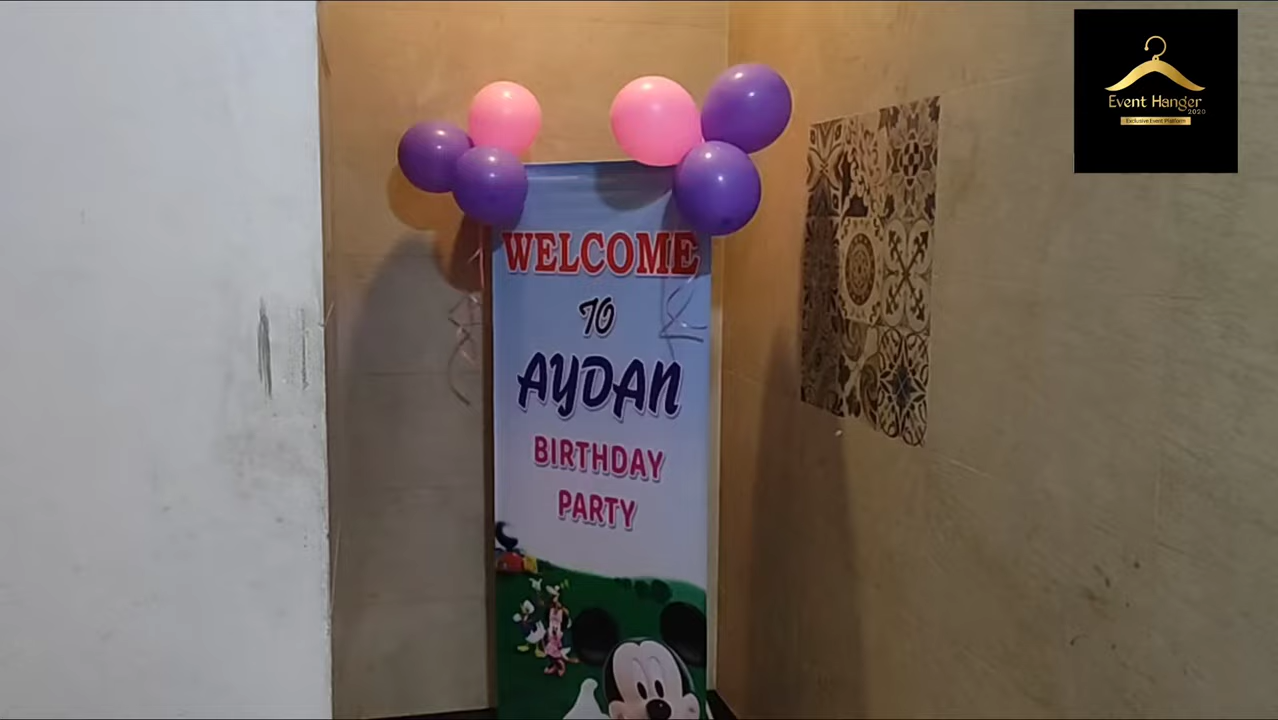 WELCOME
TO
AYDAN
BIRTHDAY
PARTY
Event Hanger
2020
Exclusive Event Platform